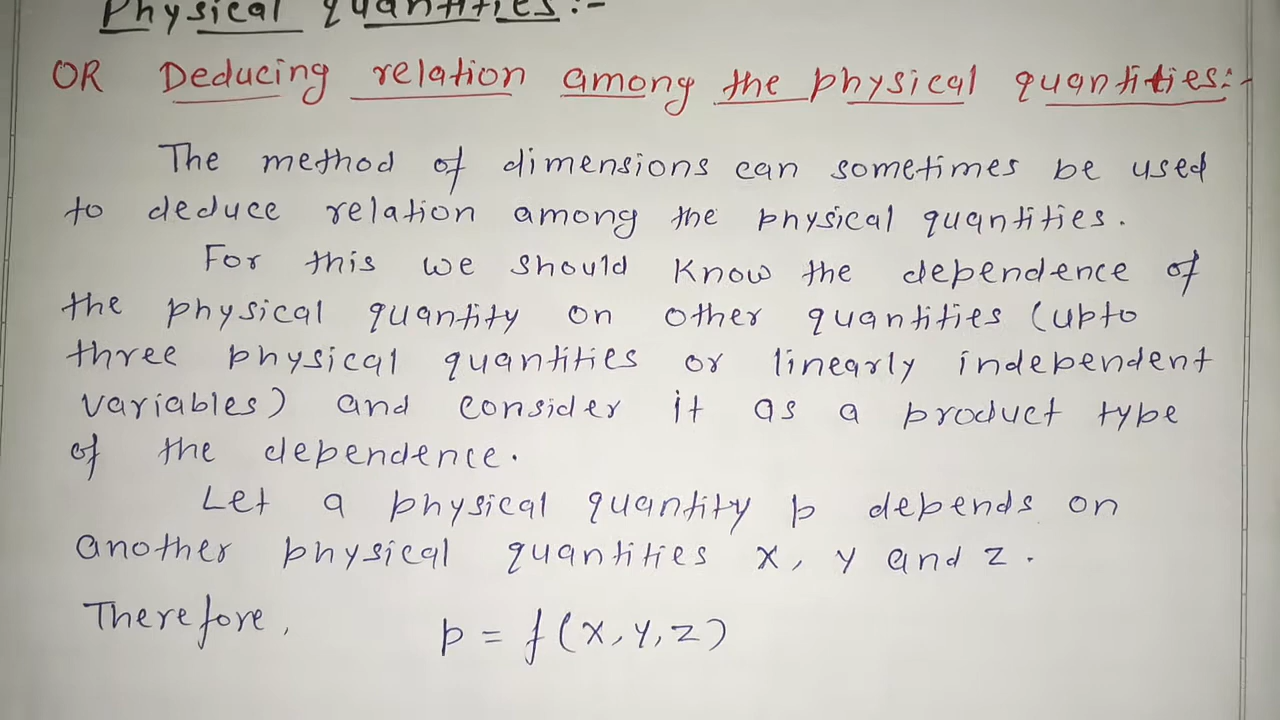 Physical quantities:-
OR Deducing relation among the physical quantities:-
The method of dimensions can sometimes be used
to deduce relation among the physical quantities.
For this we should know the dependence of
the physical quantity on other quantities (upto
three physical quantities or linearly independent
variables) and consider it as a product type
of the dependence.
Let a physical quantity p depends on
another physical quantities x, y and z.
Therefore, p = f(x, y, z)